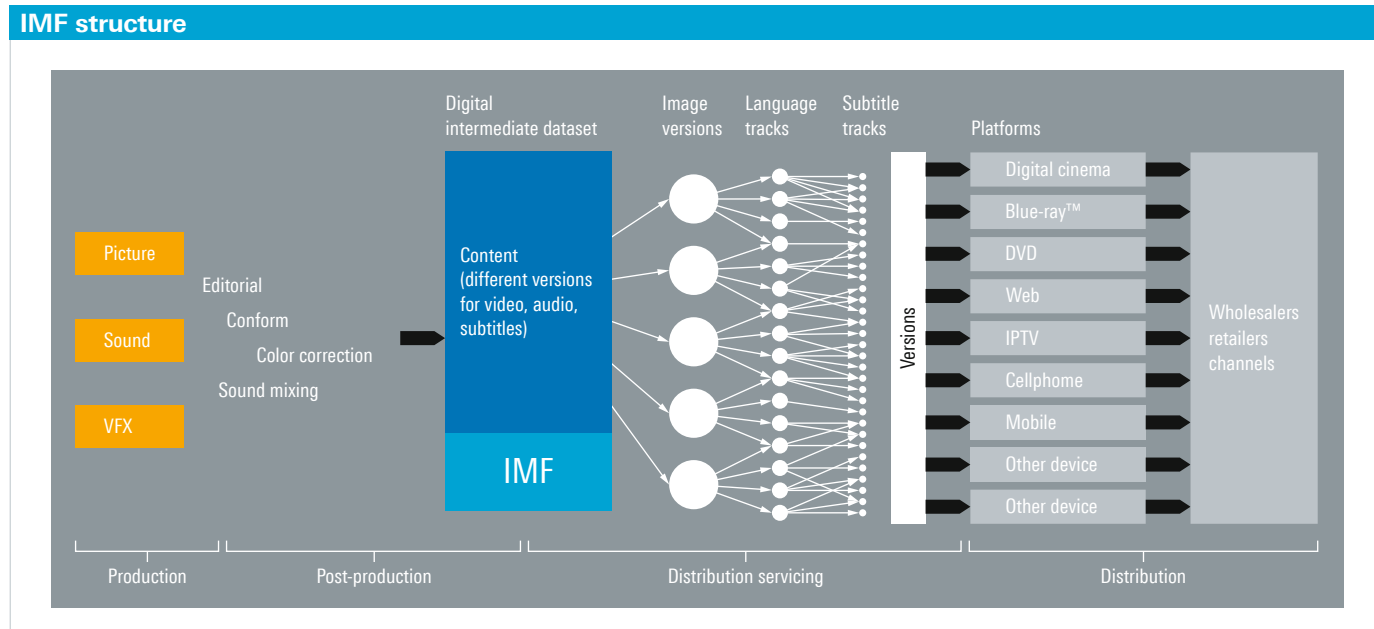 IMF structure
Digital
intermediate dataset
Image
versions
Language
tracks
Subtitle
tracks
Platforms
Picture
Sound
VFX
Editorial
Conform
Color correction
Sound mixing
Content
(different versions
for video, audio,
subtitles)
IMF
Versions
Digital cinema
Blue-ray™
DVD
Web
IPTV
Cellphone
Mobile
Other device
Other device
Wholesalers
retailers
channels
Production
Post-production
Distribution servicing
Distribution